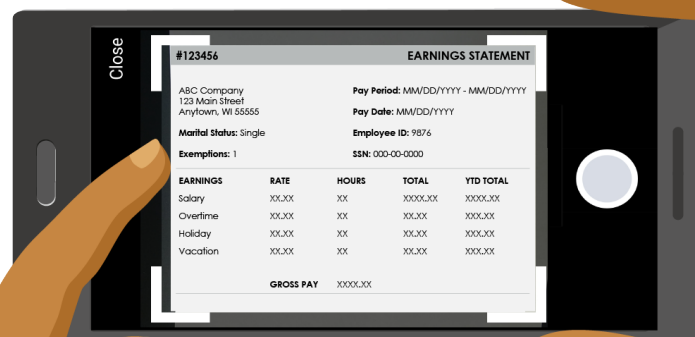 Close
#123456 EARNINGS STATEMENT
ABC Company
123 Main Street
Anytown, WI 55555
Pay Period: MM/DD/YYYY - MM/DD/YYYY
Pay Date: MM/DD/YYYY
Marital Status: Single
Employee ID: 9876
Exemptions: 1
SSN: 000-00-0000
EARNINGS RATE HOURS TOTAL YTD TOTAL
Salary XX.XX XX XXXX.XX XXXX.XX
Overtime XX.XX XX XX.XX XX.XX
Holiday XX.XX XX XX.XX XX.XX
Vacation XX.XX XX XX.XX XX.XX
GROSS PAY XXXX.XX